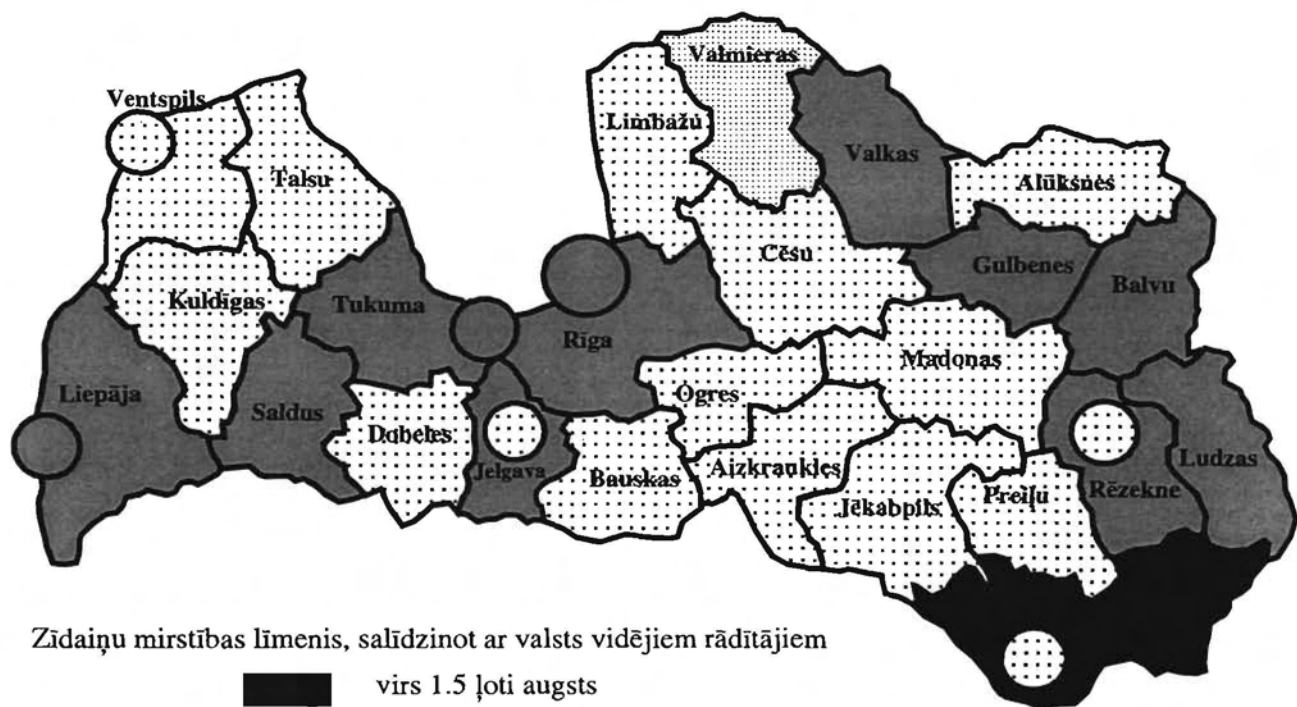 Valmieras
Ventspils
Limbažu
Valkas
Talsu
Alūksnes
Cēsu
Gulbenes
Balvu
Kuldīgas
Tukuma
Rīga
Madonas
Liepāja
Ogres
Saldus
Dobeles
Jelgava
Bauskas
Aizkraukles
Ludzas
Rēzekne
Jēkabpils
Preiļu
Zīdaiņu mirstības līmenis, salīdzinot ar valsts vidējiem rādītājiem
virs 1.5 ļoti augsts